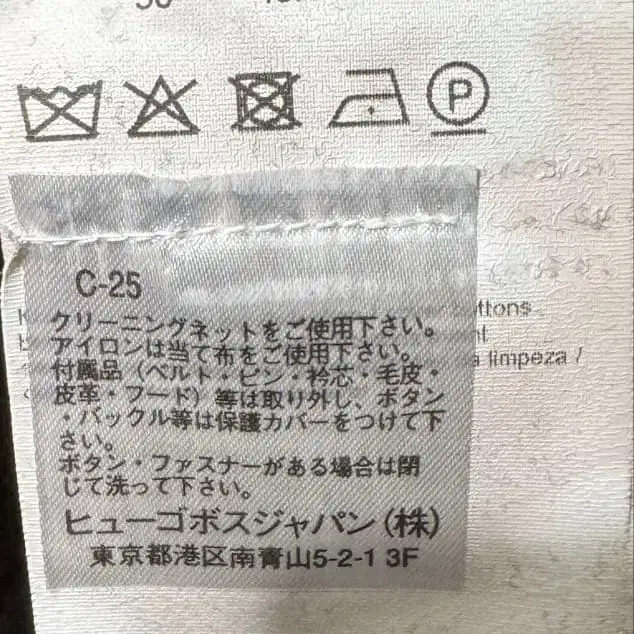 P
C-25
クリーニングネットをご使用下さい。
アイロンは当て布をご使用下さい。
付属品（ベルト・ピン・衿芯・毛皮・
皮革・フード）等は取り外し、ボタン
・バックル等は保護カバーをつけて下
さい。
ボタン・ファスナーがある場合は閉
じて洗って下さい。
ヒューゴボスジャパン（株）
東京都港区南青山5-2-1 3F
limpeza /